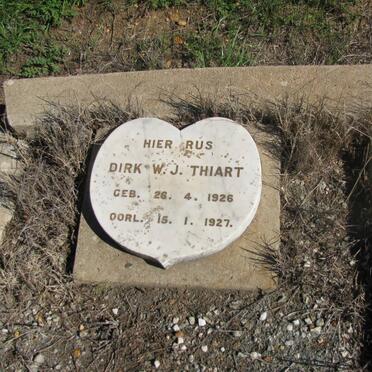 HIER RUS
DIRK W. J. THIART
GEB. 26. 4. 1926
OORL. 15. 1. 1927.